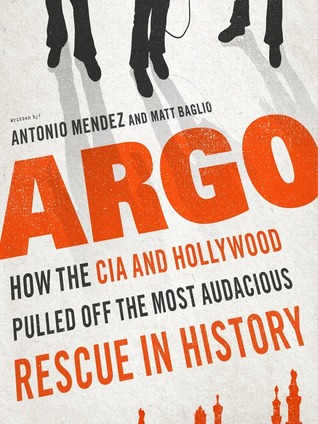 Written by:
ANTONIO MENDEZ AND MATT BAGLIO
ARGO
HOW THE CIA AND HOLLYWOOD
PULLED OFF THE MOST AUDACIOUS
RESCUE IN HISTORY